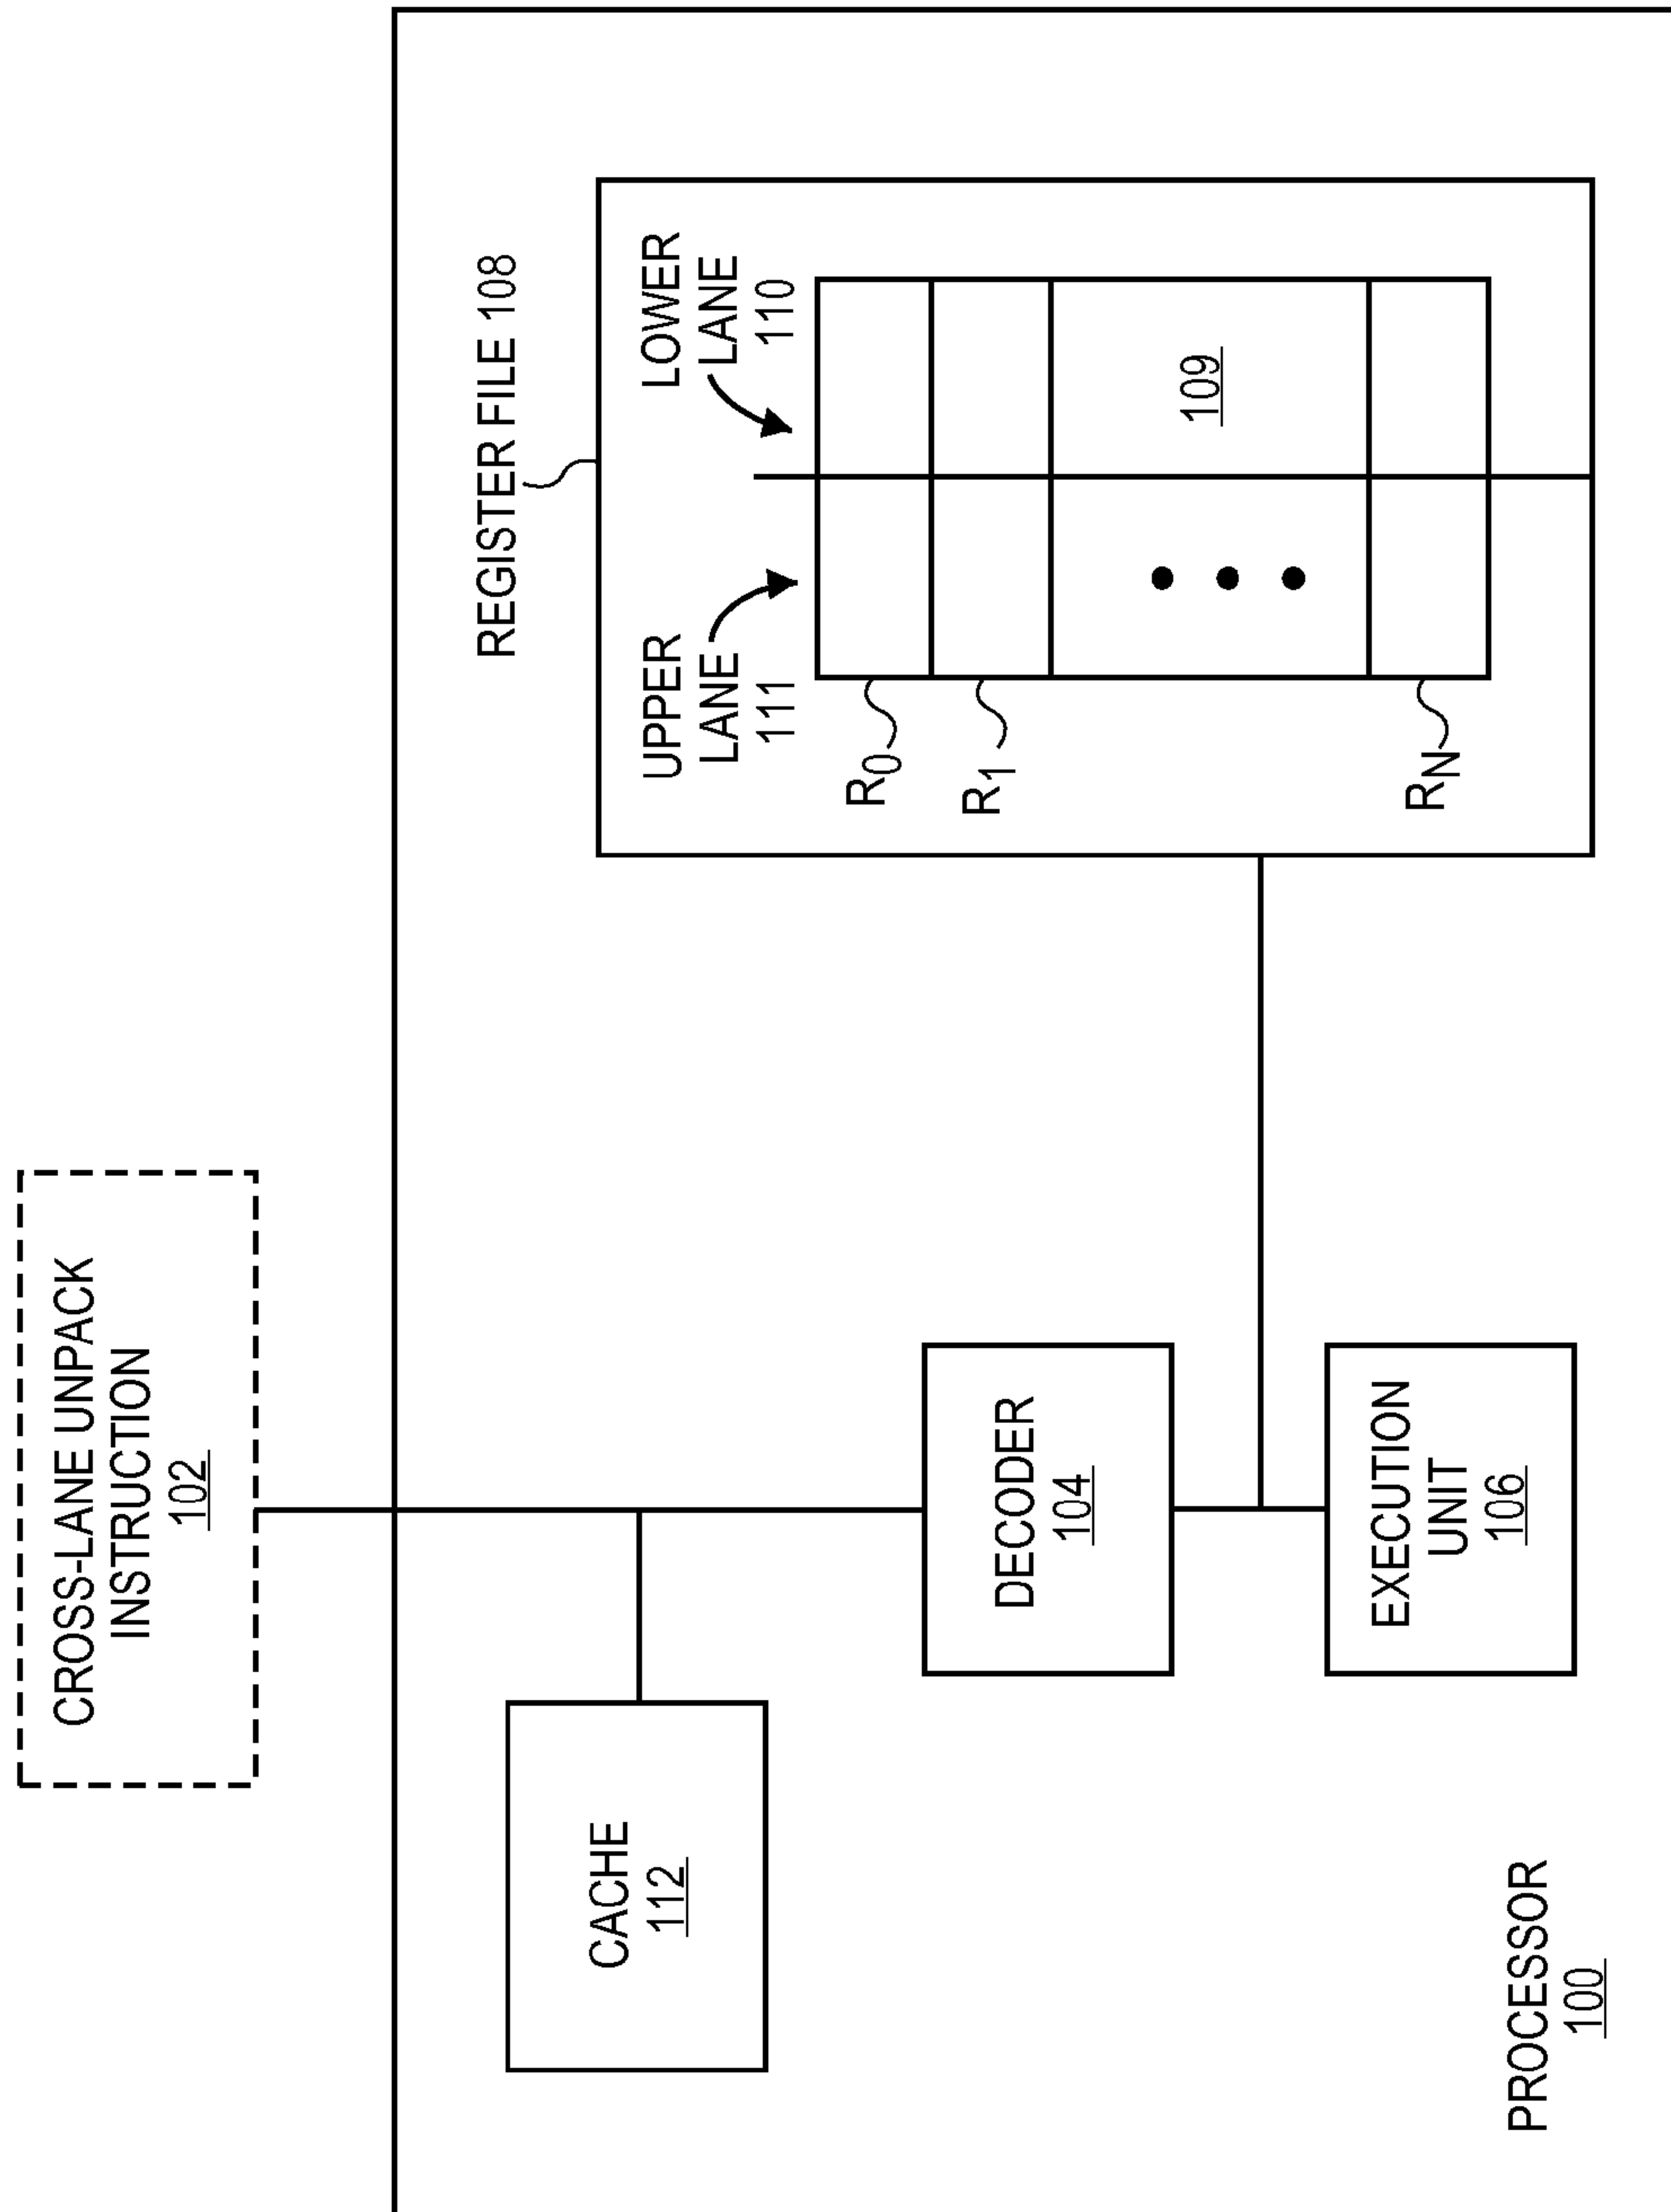 CROSS-LANE UNPACK
INSTRUCTION
102
CACHE
112
DECODER
104
EXECUTION
UNIT
106
REGISTER FILE 108
UPPER
LANE
111
LOWER
LANE
110
R0
R1
109
RN
PROCESSOR
100